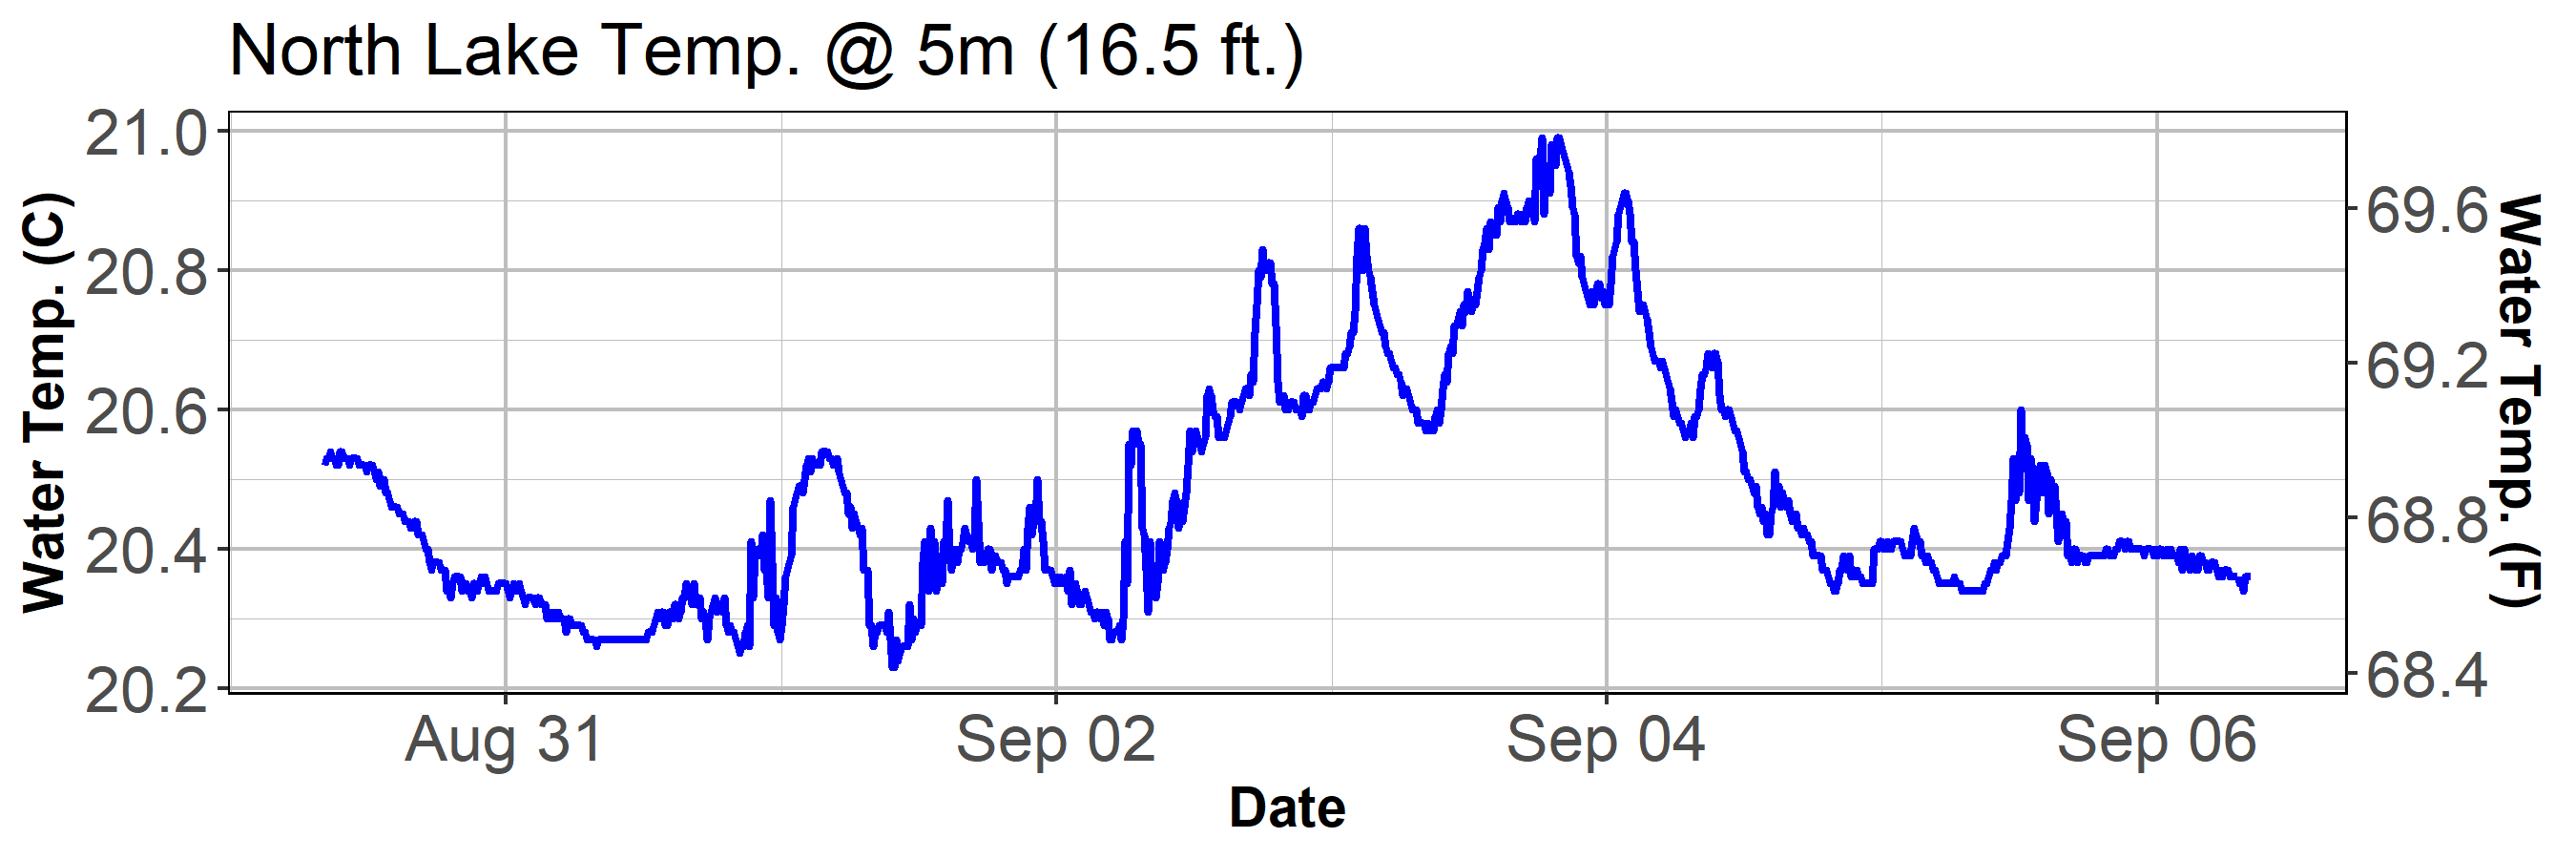 North Lake Temp. @ 5m (16.5 ft.)
Water Temp. (C)
21.0
20.8
20.6
20.4
20.2
69.6
69.2
68.8
68.4
Water Temp. (F)
Aug 31 Sep 02 Sep 04 Sep 06
Date